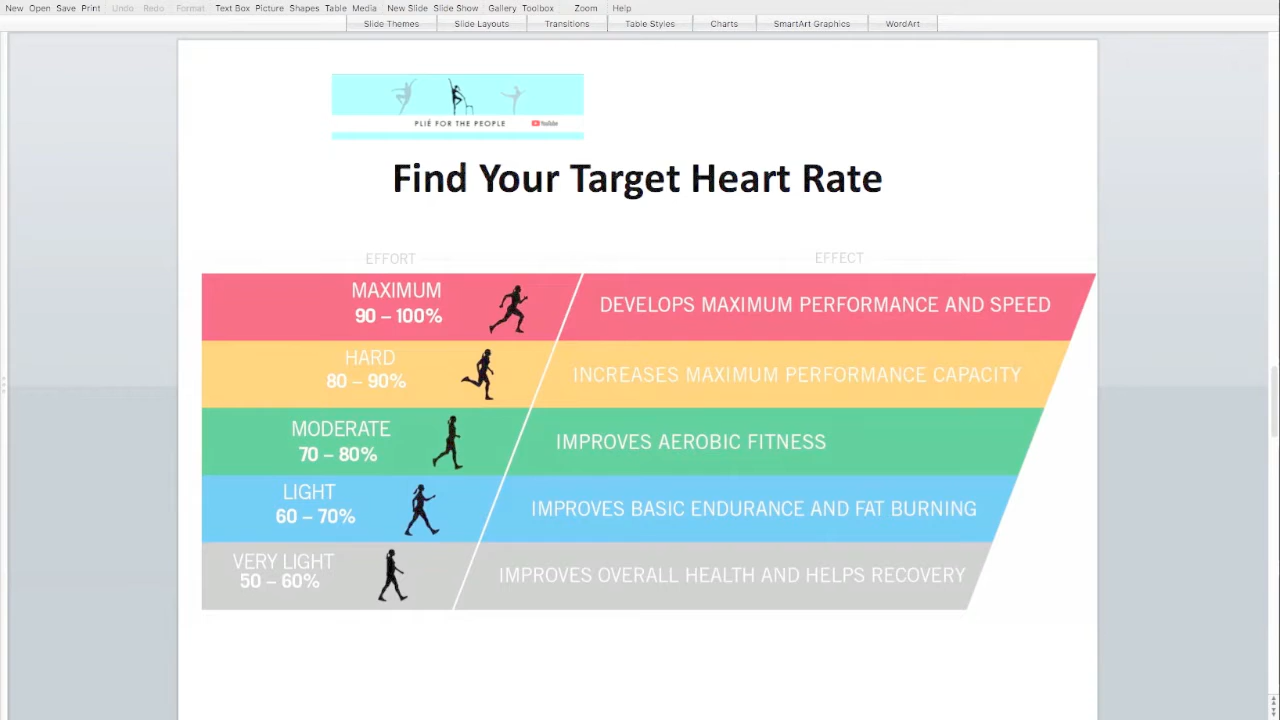 New Open Save Print Undo Redo Format Text Box Picture Shapes Table Media New Slide Slide Show Gallery Toolbox Zoom Help
Slide Themes Slide Layouts Transitions Table Styles Charts SmartArt Graphics WordArt
PLIÉ FOR THE PEOPLE YouTube
Find Your Target Heart Rate
EFFORT EFFECT
MAXIMUM
90 – 100%
DEVELOPS MAXIMUM PERFORMANCE AND SPEED
HARD
80 – 90%
INCREASES MAXIMUM PERFORMANCE CAPACITY
MODERATE
70 – 80%
IMPROVES AEROBIC FITNESS
LIGHT
60 – 70%
IMPROVES BASIC ENDURANCE AND FAT BURNING
VERY LIGHT
50 – 60%
IMPROVES OVERALL HEALTH AND HELPS RECOVERY